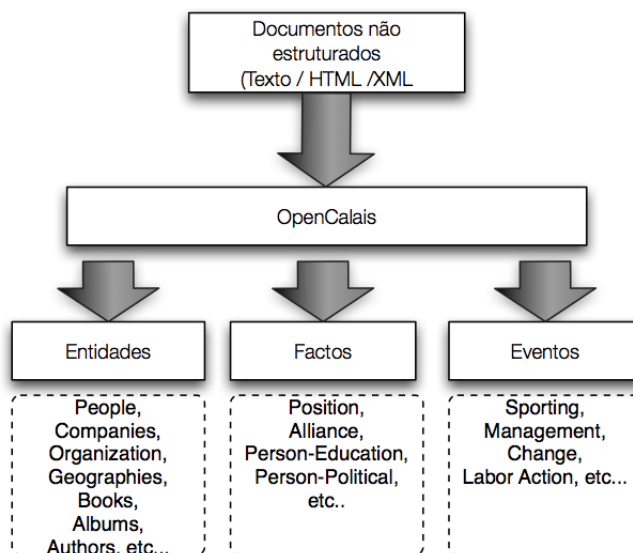 Documentos não
estruturados
(Texto / HTML /XML
OpenCalais
Entidades
Factos
Eventos
People,
Companies,
Organization,
Geographies,
Books,
Albums,
Authors, etc...
Position,
Alliance,
Person-Education,
Person-Political,
etc..
Sporting,
Management,
Change,
Labor Action, etc...